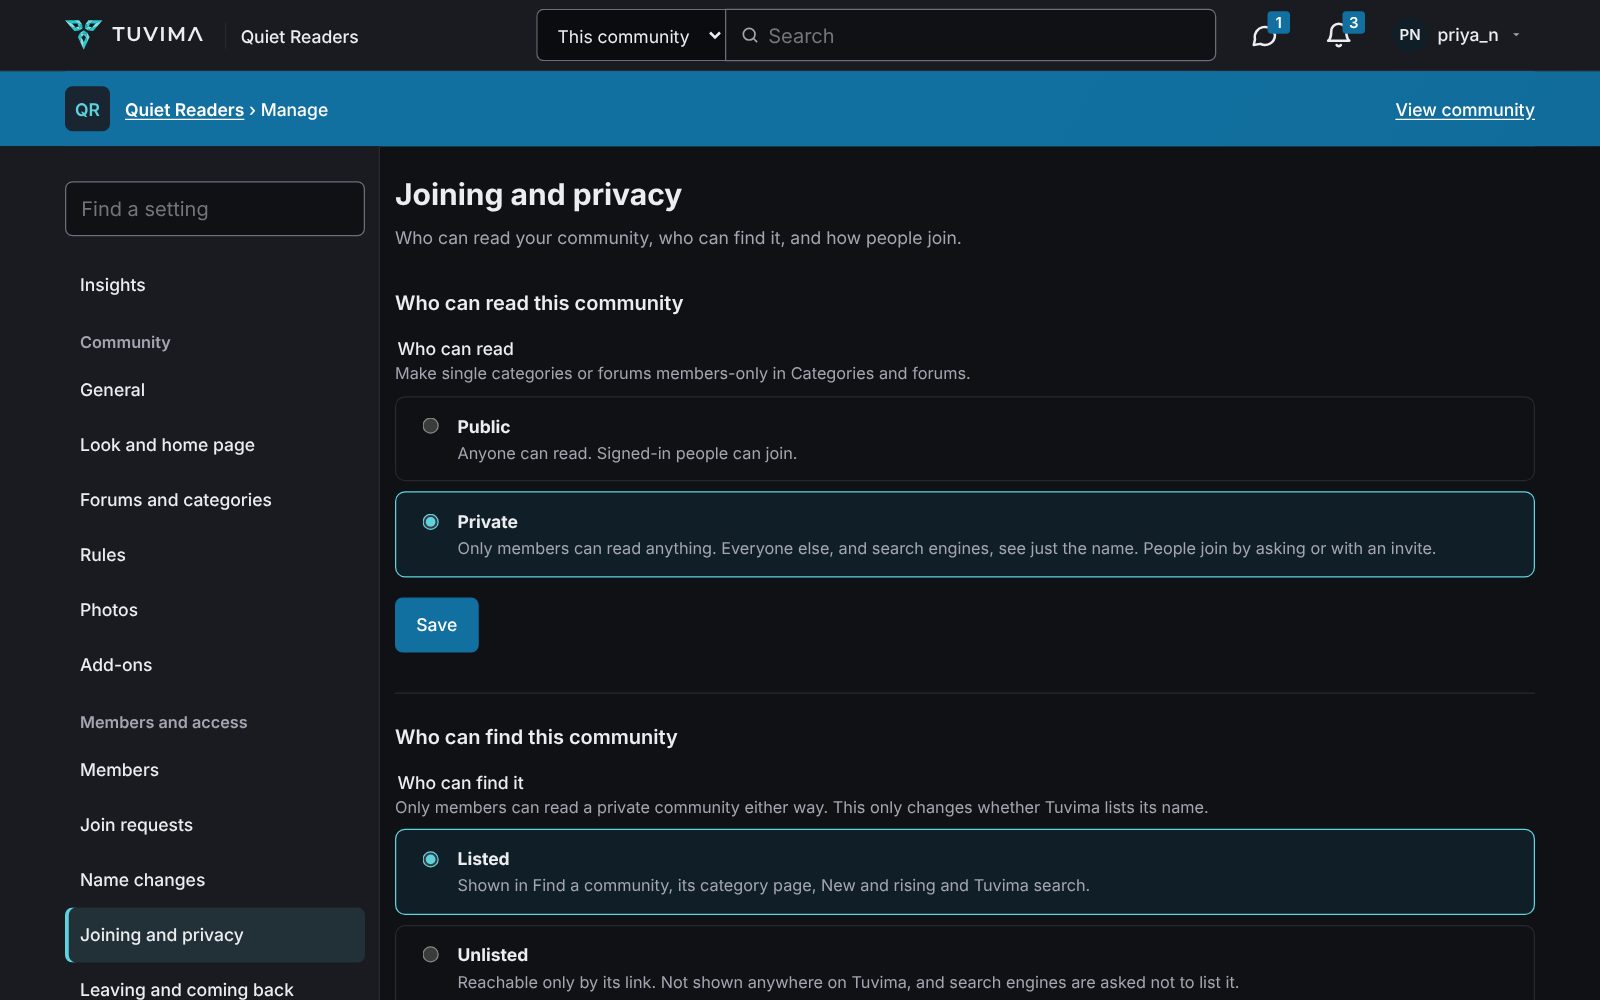 TUVIMA
Quiet Readers
This community
Search
1
3
PN
priya_n
QR
Quiet Readers › Manage
View community
Find a setting
Insights
Community
General
Look and home page
Forums and categories
Rules
Photos
Add-ons
Members and access
Members
Join requests
Name changes
Joining and privacy
Leaving and coming back
Joining and privacy
Who can read your community, who can find it, and how people join.
Who can read this community
Who can read
Make single categories or forums members-only in Categories and forums.
Public
Anyone can read. Signed-in people can join.
Private
Only members can read anything. Everyone else, and search engines, see just the name. People join by asking or with an invite.
Save
Who can find this community
Who can find it
Only members can read a private community either way. This only changes whether Tuvima lists its name.
Listed
Shown in Find a community, its category page, New and rising and Tuvima search.
Unlisted
Reachable only by its link. Not shown anywhere on Tuvima, and search engines are asked not to list it.